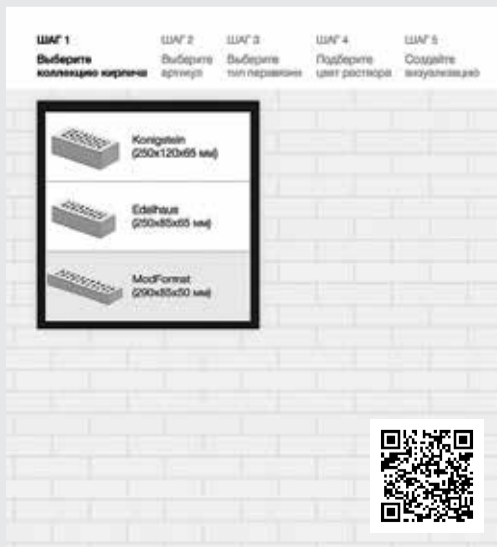 ШАГ 1
Выберите
коллекцию кирпича
ШАГ 2
Выберите
артикул
ШАГ 3
Выберите
тип перевязки
ШАГ 4
Подберите
цвет раствора
ШАГ 5
Создайте
визуализацию
Konigstein
(250x120x65 мм)
Edelhaus
(250x85x65 мм)
ModFormat
(290x85x50 мм)